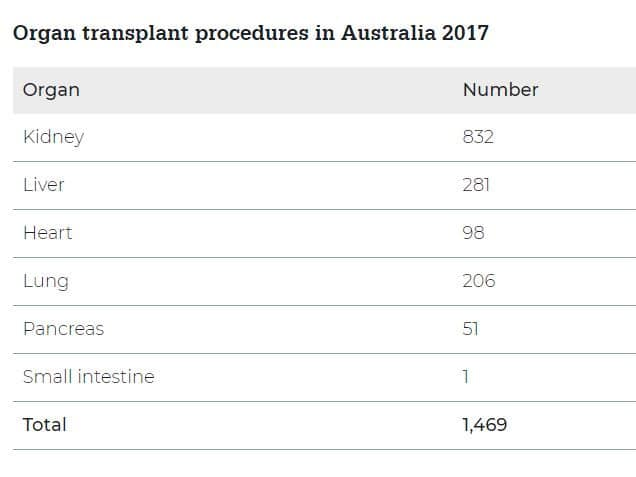 Organ transplant procedures in Australia 2017
Organ Number
Kidney 832
Liver 281
Heart 98
Lung 206
Pancreas 51
Small intestine 1
Total 1,469